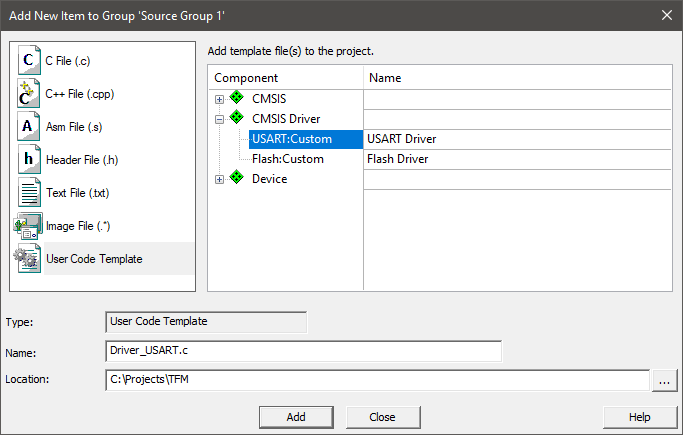 Add New Item to Group 'Source Group 1'
C File (.c)
C++ File (.cpp)
Asm File (.s)
Header File (.h)
Text File (.txt)
Image File (.*)
User Code Template
Add template file(s) to the project.
Component Name
CMSIS
CMSIS Driver
USART:Custom USART Driver
Flash:Custom Flash Driver
Device
Type: User Code Template
Name: Driver_USART.c
Location: C:\Projects\TFM ...
Add Close Help